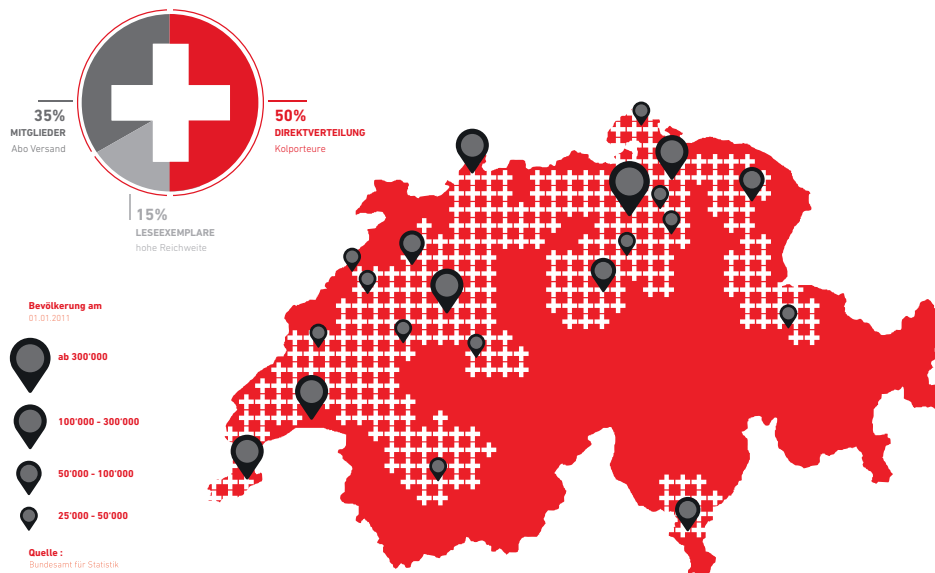 35%
MITGLIEDER
Abo Versand
50%
DIREKTVERTEILUNG
Kolporteure
15%
LESEEXEMPLARE
hohe Reichweite
Bevölkerung am
01.01.2011
ab 300'000
100'000 - 300'000
50'000 - 100'000
25'000 - 50'000
Quelle :
Bundesamt für Statistik